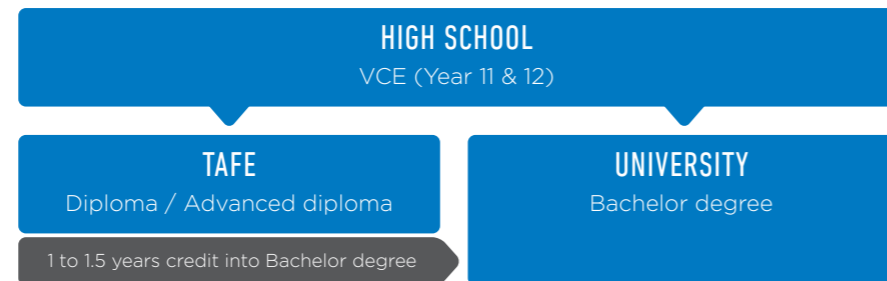 HIGH SCHOOL
VCE (Year 11 & 12)
TAFE
Diploma / Advanced diploma
1 to 1.5 years credit into Bachelor degree
UNIVERSITY
Bachelor degree